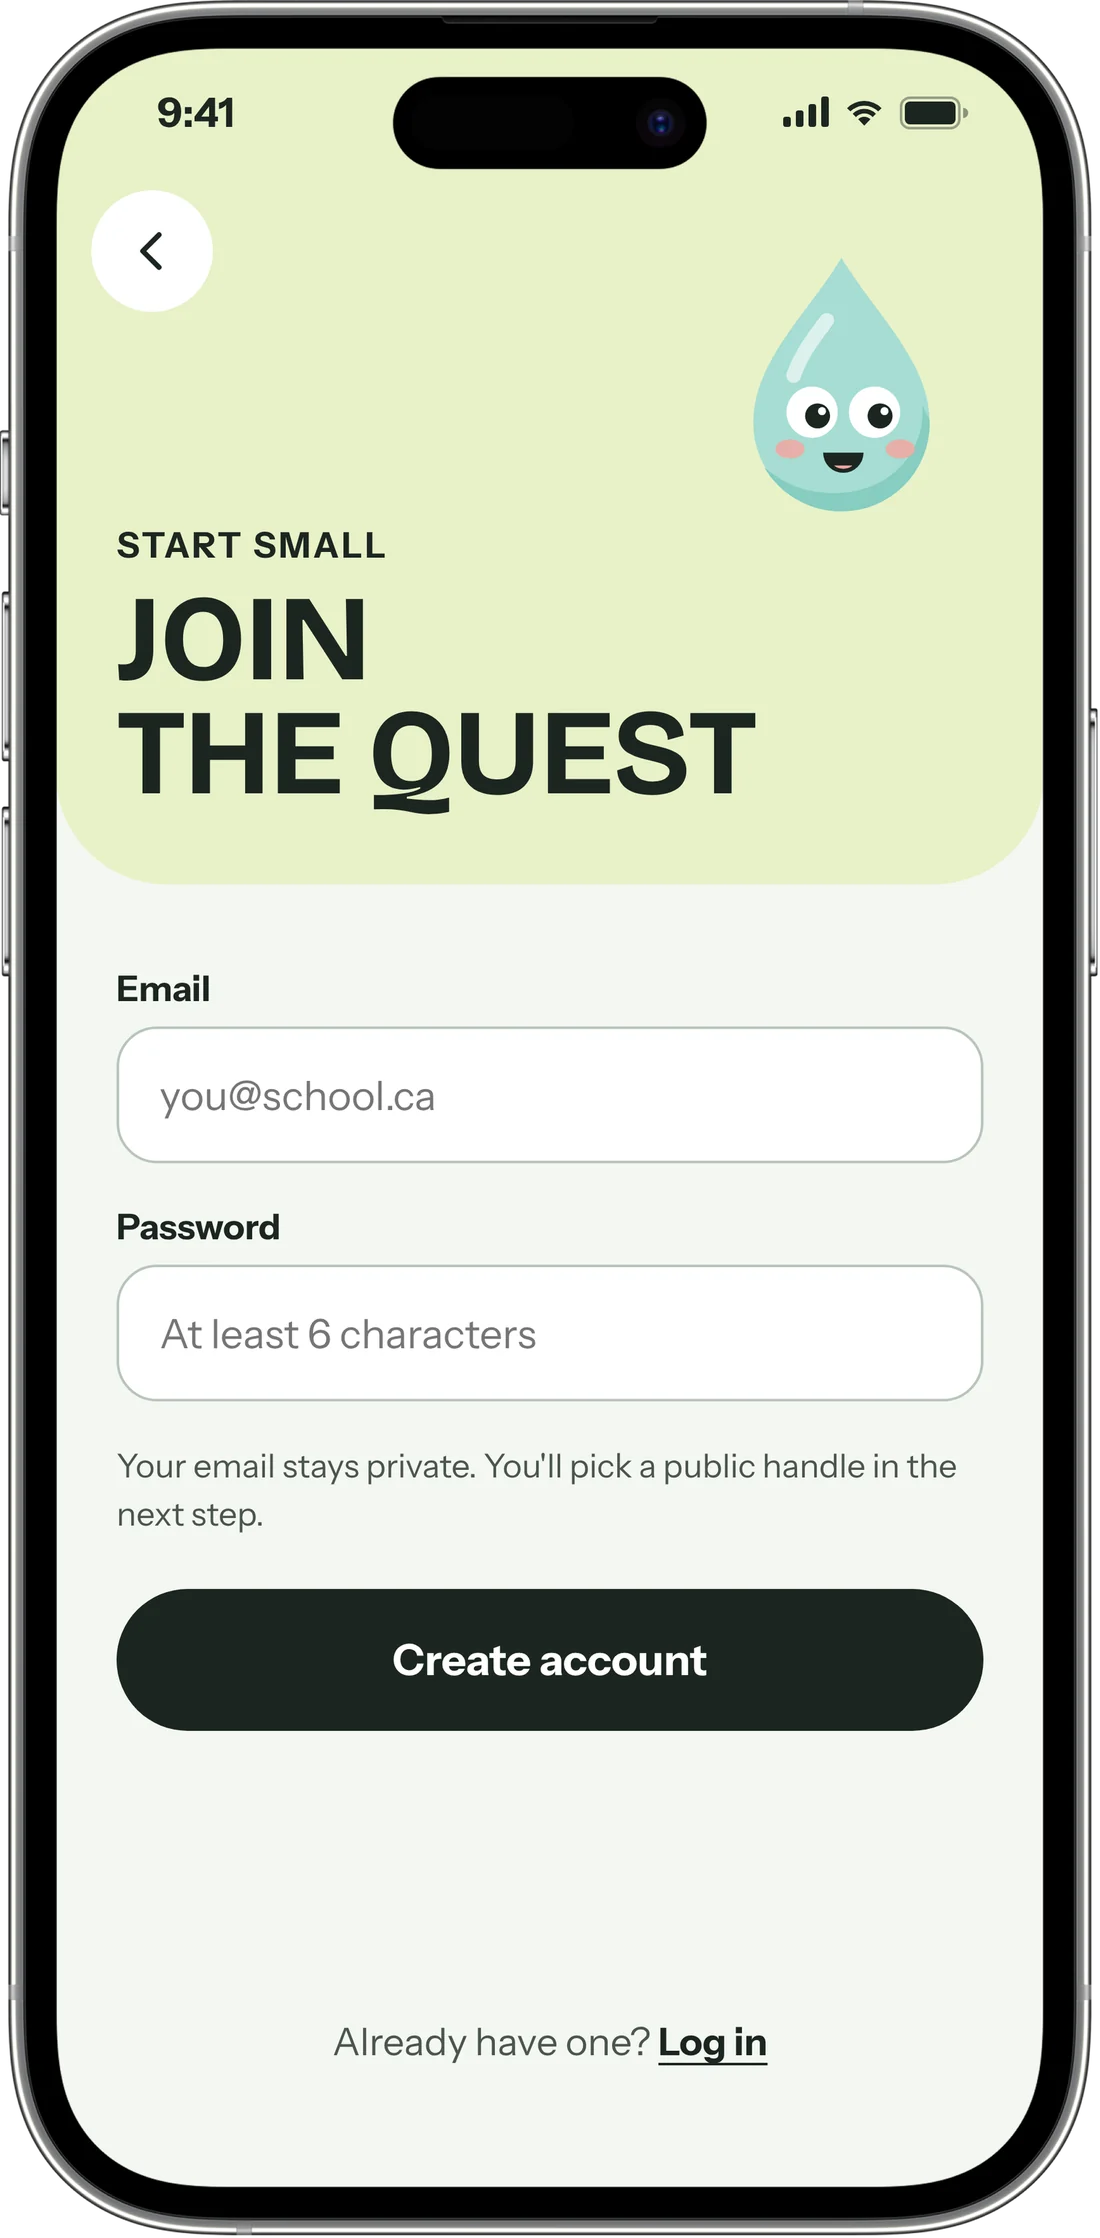 9:41
START SMALL
JOIN
THE QUEST
Email
you@school.ca
Password
At least 6 characters
Your email stays private. You'll pick a public handle in the
next step.
Create account
Already have one? Log in